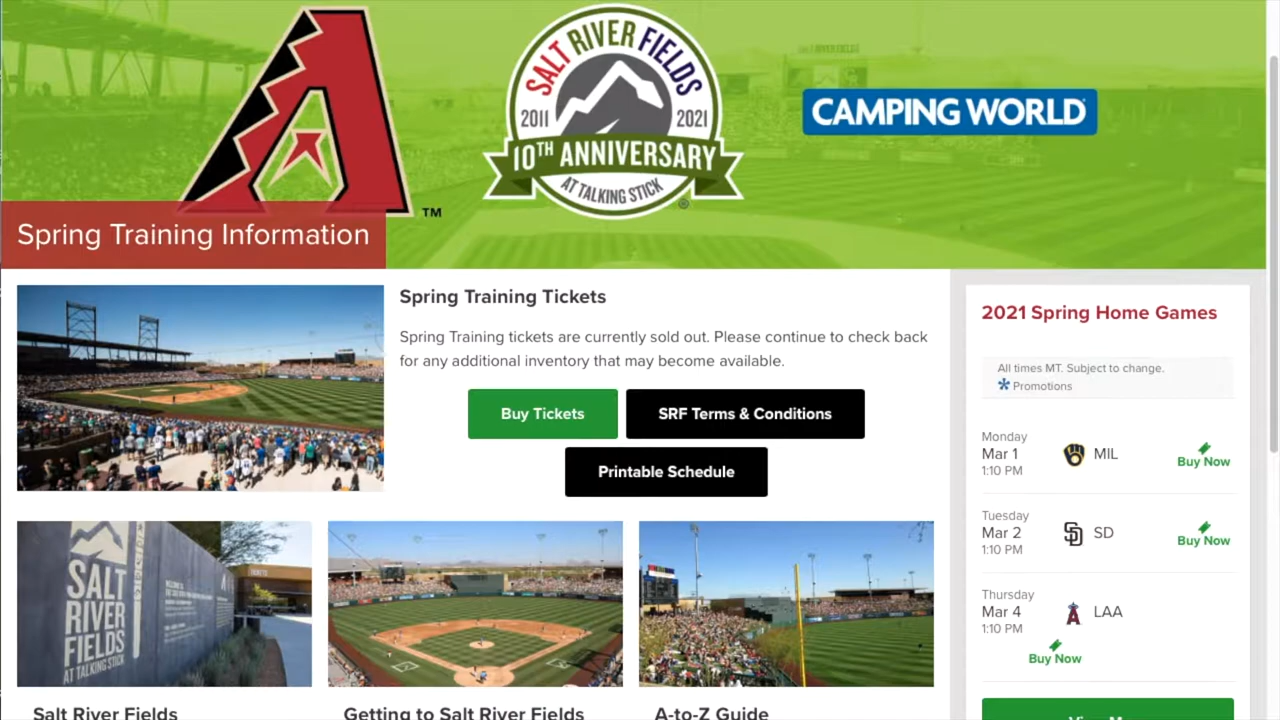 SALT RIVER FIELDS
2011 2021
10TH ANNIVERSARY
AT TALKING STICK
®
CAMPING WORLD
TM
Spring Training Information
Spring Training Tickets
Spring Training tickets are currently sold out. Please continue to check back
for any additional inventory that may become available.
Buy Tickets
SRF Terms & Conditions
Printable Schedule
SALT
RIVER
FIELDS
AT TALKING STICK
Salt River Fields
Getting to Salt River Fields
A-to-Z Guide
2021 Spring Home Games
All times MT. Subject to change.
Promotions
Monday
Mar 1
1:10 PM
MIL
Buy Now
Tuesday
Mar 2
1:10 PM
SD
Buy Now
Thursday
Mar 4
1:10 PM
LAA
Buy Now